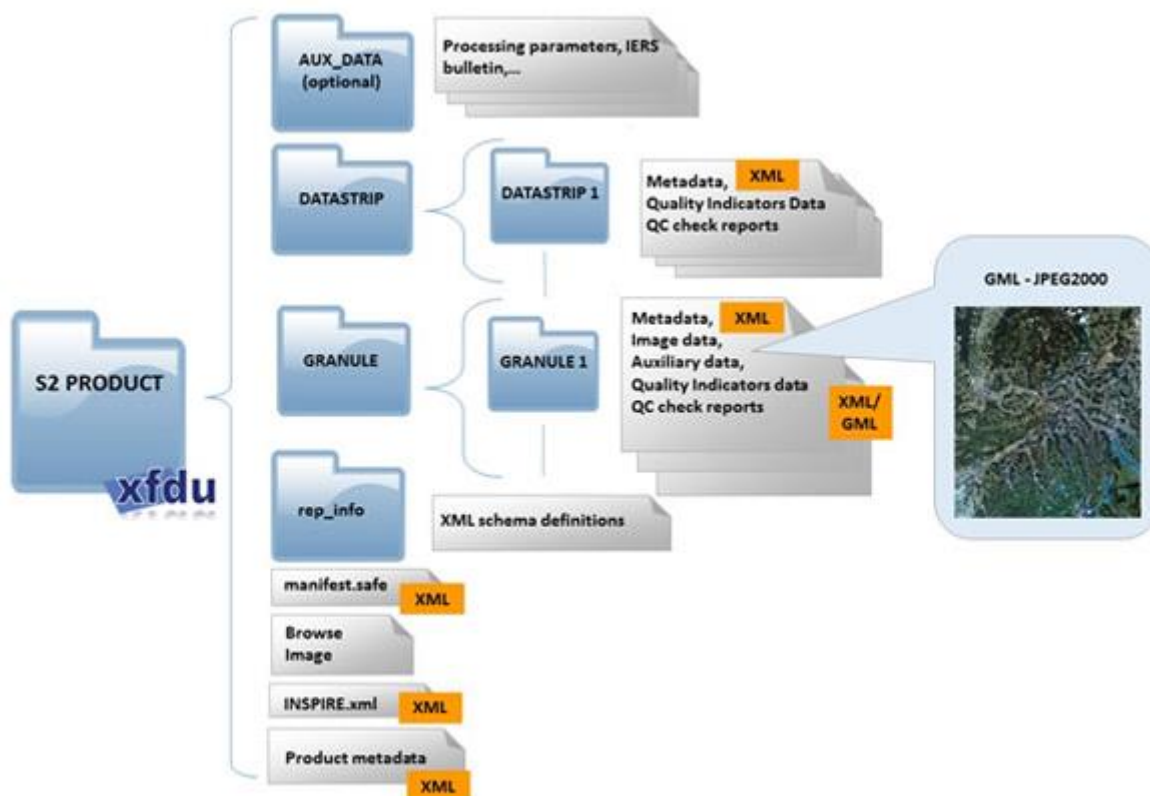 AUX_DATA
(optional)
Processing parameters, IERS
bulletin,...
DATASTRIP
DATASTRIP 1
Metadata, XML
Quality Indicators Data
QC check reports
GML - JPEG2000
S2 PRODUCT
xfdu
GRANULE
GRANULE 1
Metadata, XML
Image data,
Auxiliary data,
Quality Indicators data
QC check reports
XML/
GML
rep_info
XML schema definitions
manifest.safe
XML
Browse
Image
INSPIRE.xml
XML
Product metadata
XML